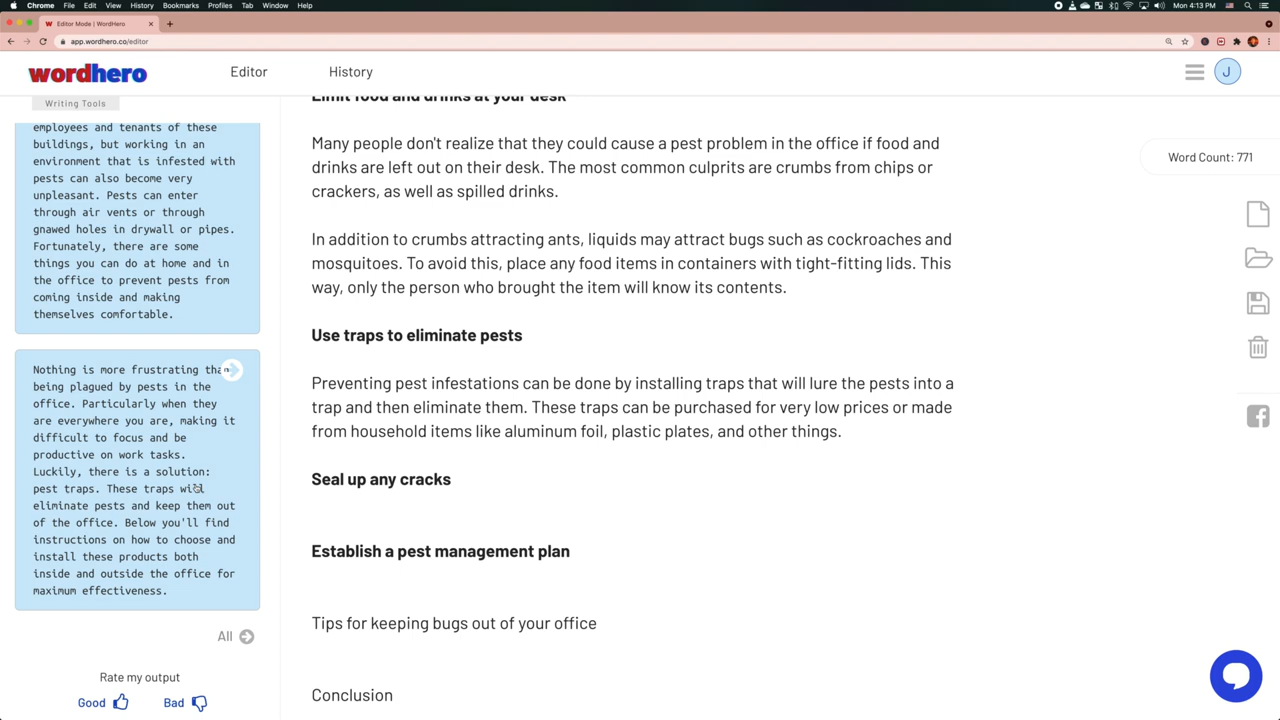 Chrome File Edit View History Bookmarks Profiles Tab Window Help
Mon 4:13 PM
Editor Mode | WordHero
app.wordhero.co/editor
wordhero Editor History J
Writing Tools
employees and tenants of these
buildings, but working in an
environment that is infested with
pests can also become very
unpleasant. Pests can enter
through air vents or through
gnawed holes in drywall or pipes.
Fortunately, there are some
things you can do at home and in
the office to prevent pests from
coming inside and making
themselves comfortable.
Nothing is more frustrating than
being plagued by pests in the
office. Particularly when they
are everywhere you are, making it
difficult to focus and be
productive on work tasks.
Luckily, there is a solution:
pest traps. These traps will
eliminate pests and keep them out
of the office. Below you'll find
instructions on how to choose and
install these products both
inside and outside the office for
maximum effectiveness.
All
Rate my output
Good Bad
Limit food and drinks at your desk
Many people don't realize that they could cause a pest problem in the office if food and
drinks are left out on their desk. The most common culprits are crumbs from chips or
crackers, as well as spilled drinks.
In addition to crumbs attracting ants, liquids may attract bugs such as cockroaches and
mosquitoes. To avoid this, place any food items in containers with tight-fitting lids. This
way, only the person who brought the item will know its contents.
Use traps to eliminate pests
Preventing pest infestations can be done by installing traps that will lure the pests into a
trap and then eliminate them. These traps can be purchased for very low prices or made
from household items like aluminum foil, plastic plates, and other things.
Seal up any cracks
Establish a pest management plan
Tips for keeping bugs out of your office
Conclusion
Word Count: 771